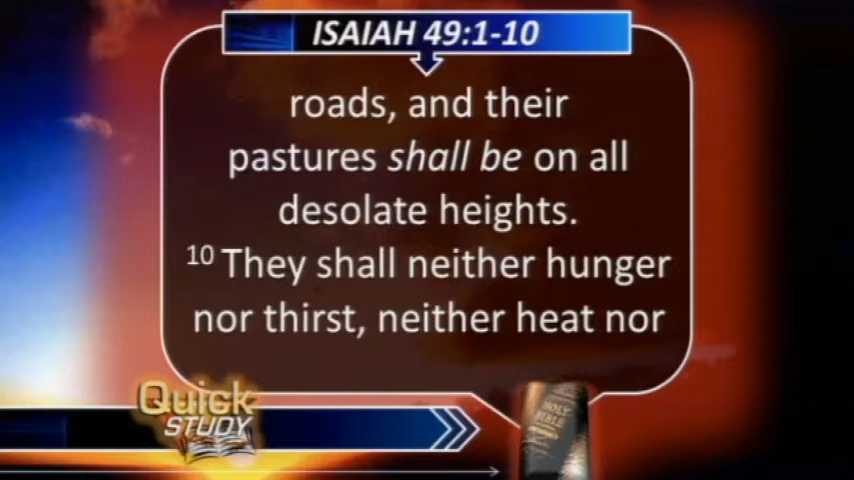 ISAIAH 49:1-10
roads, and their
pastures shall be on all
desolate heights.
10 They shall neither hunger
nor thirst, neither heat nor
Quick
STUDY
HOLY
BIBLE